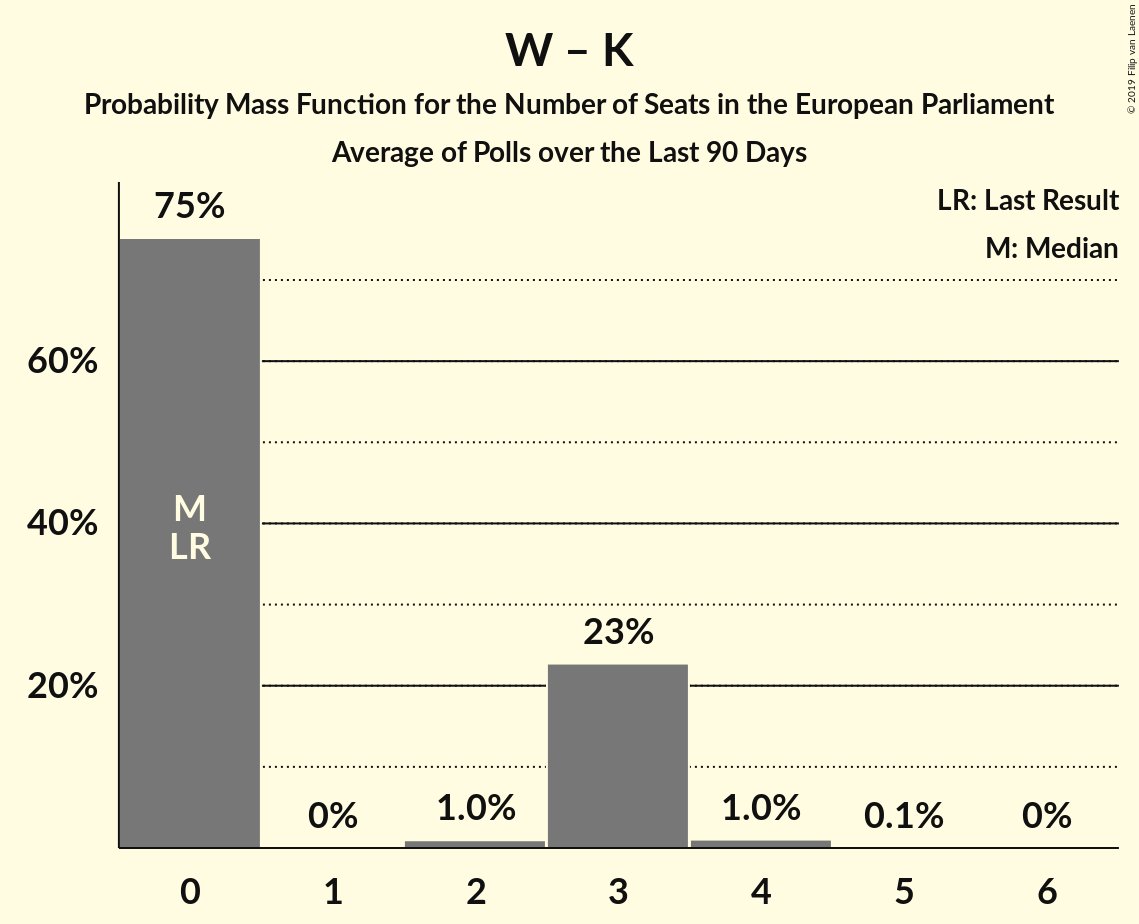 W – K
Probability Mass Function for the Number of Seats in the European Parliament
Average of Polls over the Last 90 Days
© 2019 Filip van Laenen
LR: Last Result
M: Median
75%
60%
40%
20%
M
LR
0%
1.0%
23%
1.0%
0.1%
0%
0
1
2
3
4
5
6